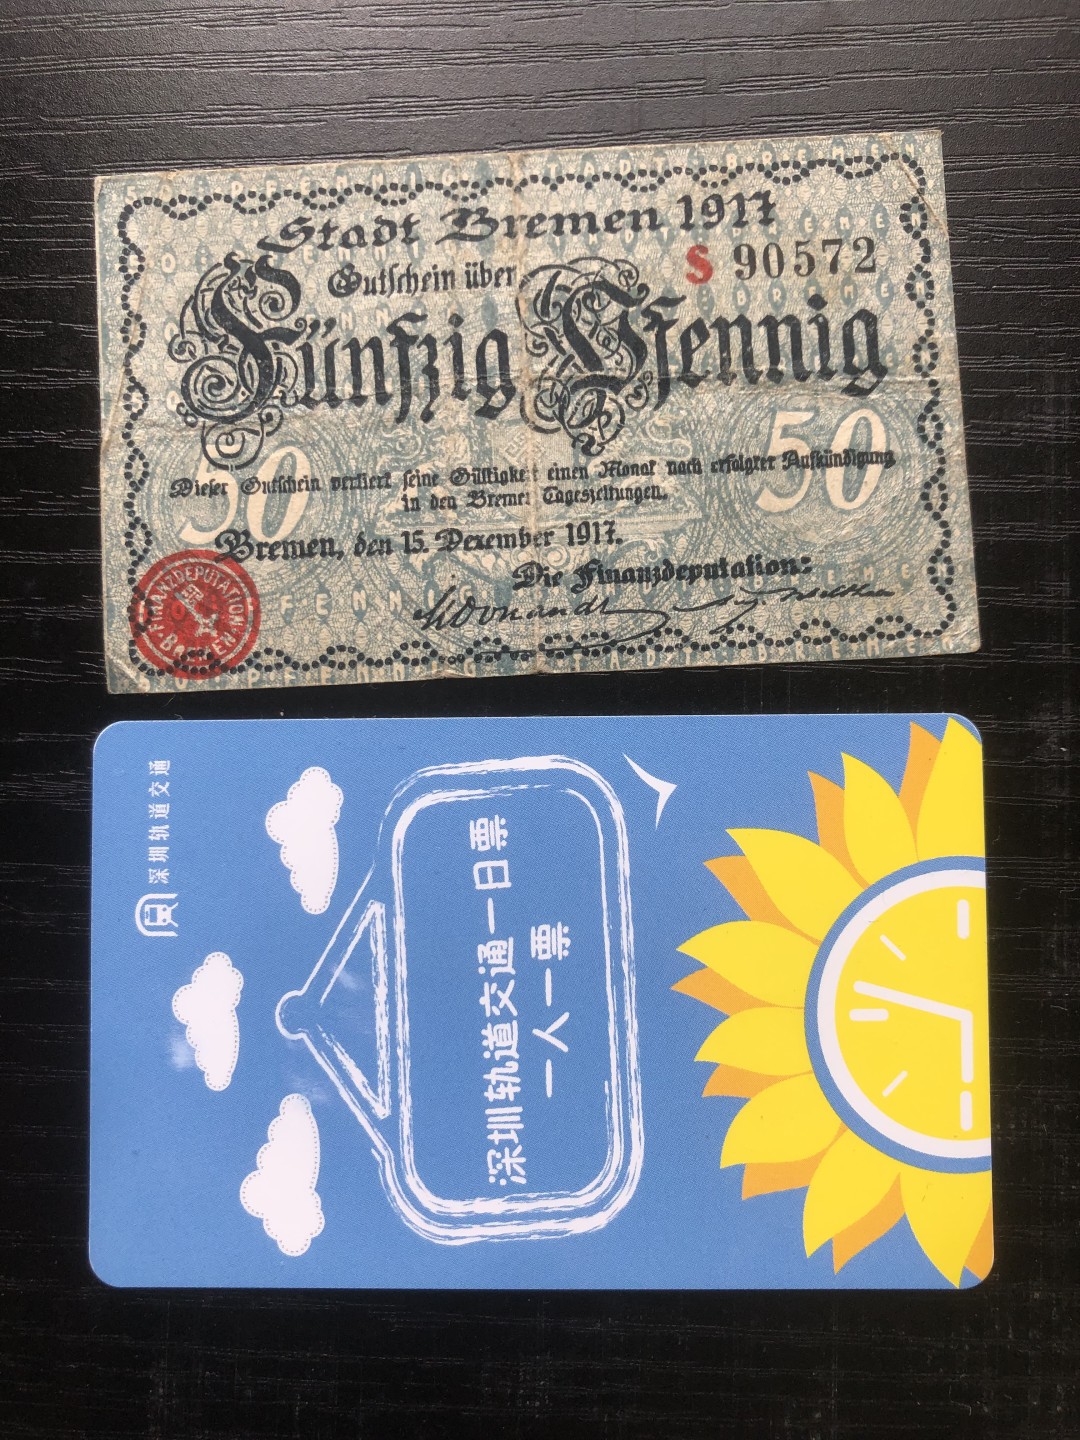 Stadt Bremen 1917
S 90572
Gutschein über
Fünfzig Pfennig
50
50
Dieser Gutschein verliert seine Gültigkeit einen Monat nach erfolgter Aufkündigung
in den Bremer Tageszeitungen.
Bremen, den 15. Dezember 1917.
Die Finanzdeputation:
FINANZDEPUTATION
BREMEN
深圳轨道交通
深圳轨道交通一日票
一人一票